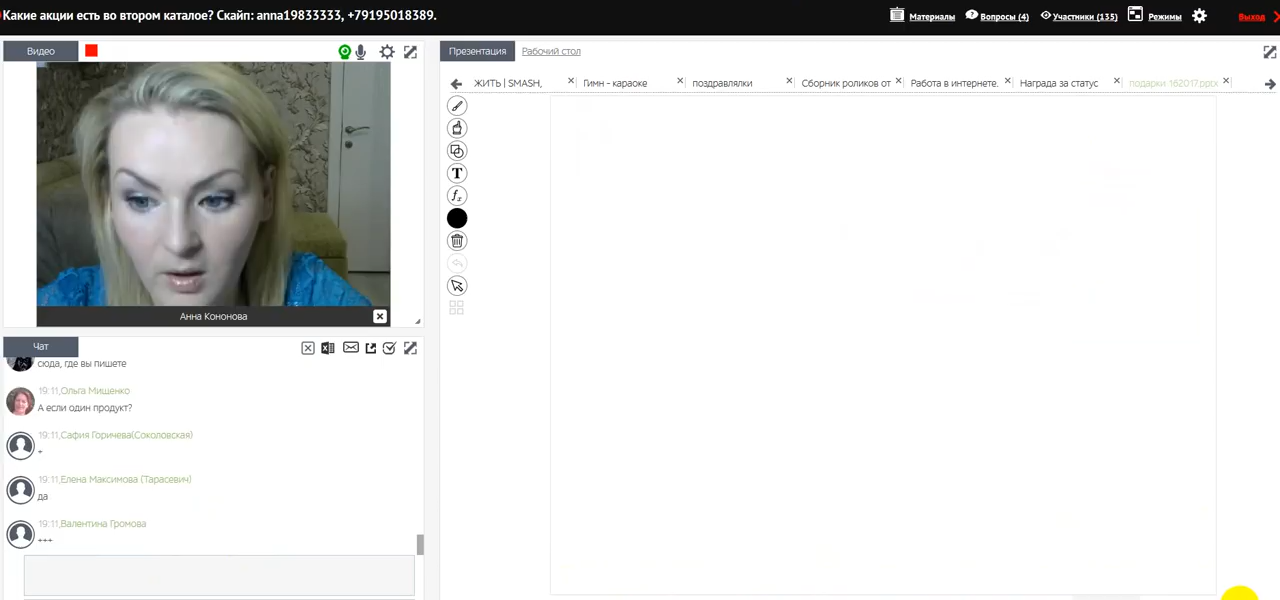 Какие акции есть во втором каталое? Скайп: anna19833333, +79195018389.
Материалы
Вопросы (4)
Участники (135)
Режимы
Выход
Видео
Анна Кононова
Чат
сюда, где вы пишете
19:11,Ольга Мищенко
А если один продукт?
19:11,Сафия Горичева(Соколовская)
+
19:11,Елена Максимова (Тарасевич)
да
19:11,Валентина Громова
+++
Презентация
Рабочий стол
ЖИТЬ | SMASH,
Гимн - караоке
поздравлялки
Сборник роликов от
Работа в интернете.
Награда за статус
подарки 162017.pptx
T
fx